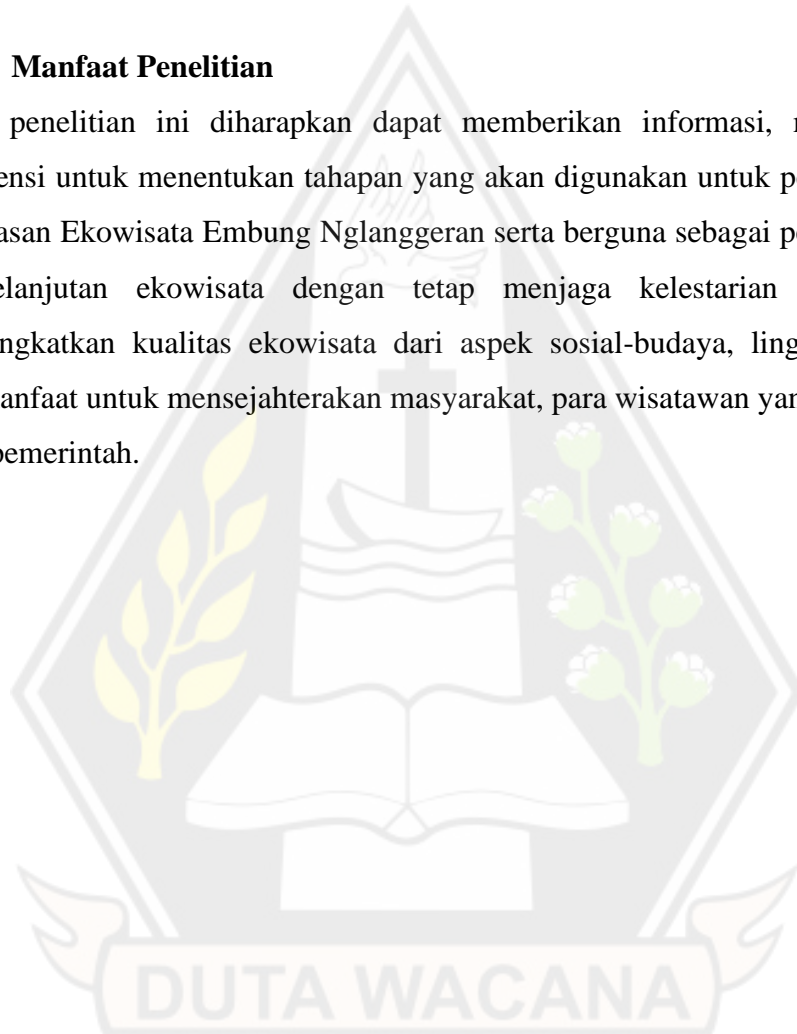 Manfaat Penelitian
penelitian ini diharapkan dapat memberikan informasi,
ensi untuk menentukan tahapan yang akan digunakan untuk
asan Ekowisata Embung Nglanggeran serta berguna sebagai
elanjutan ekowisata dengan tetap menjaga kelestarian
ngkatkan kualitas ekowisata dari aspek sosial-budaya,
anfaat untuk mensejahterakan masyarakat, para wisatawan
pemerintah.
DUTA WACANA